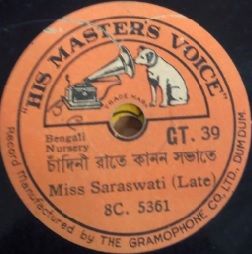 "HIS MASTER'S VOICE"
TRADE MARK
Bengali
Nursery
GT. 39
চাঁদিনী রাতে কানন সভাতে
Miss Saraswati (Late)
8C. 5361
Record Manufactured by THE GRAMOPHONE CO, LTD, DUM DUM